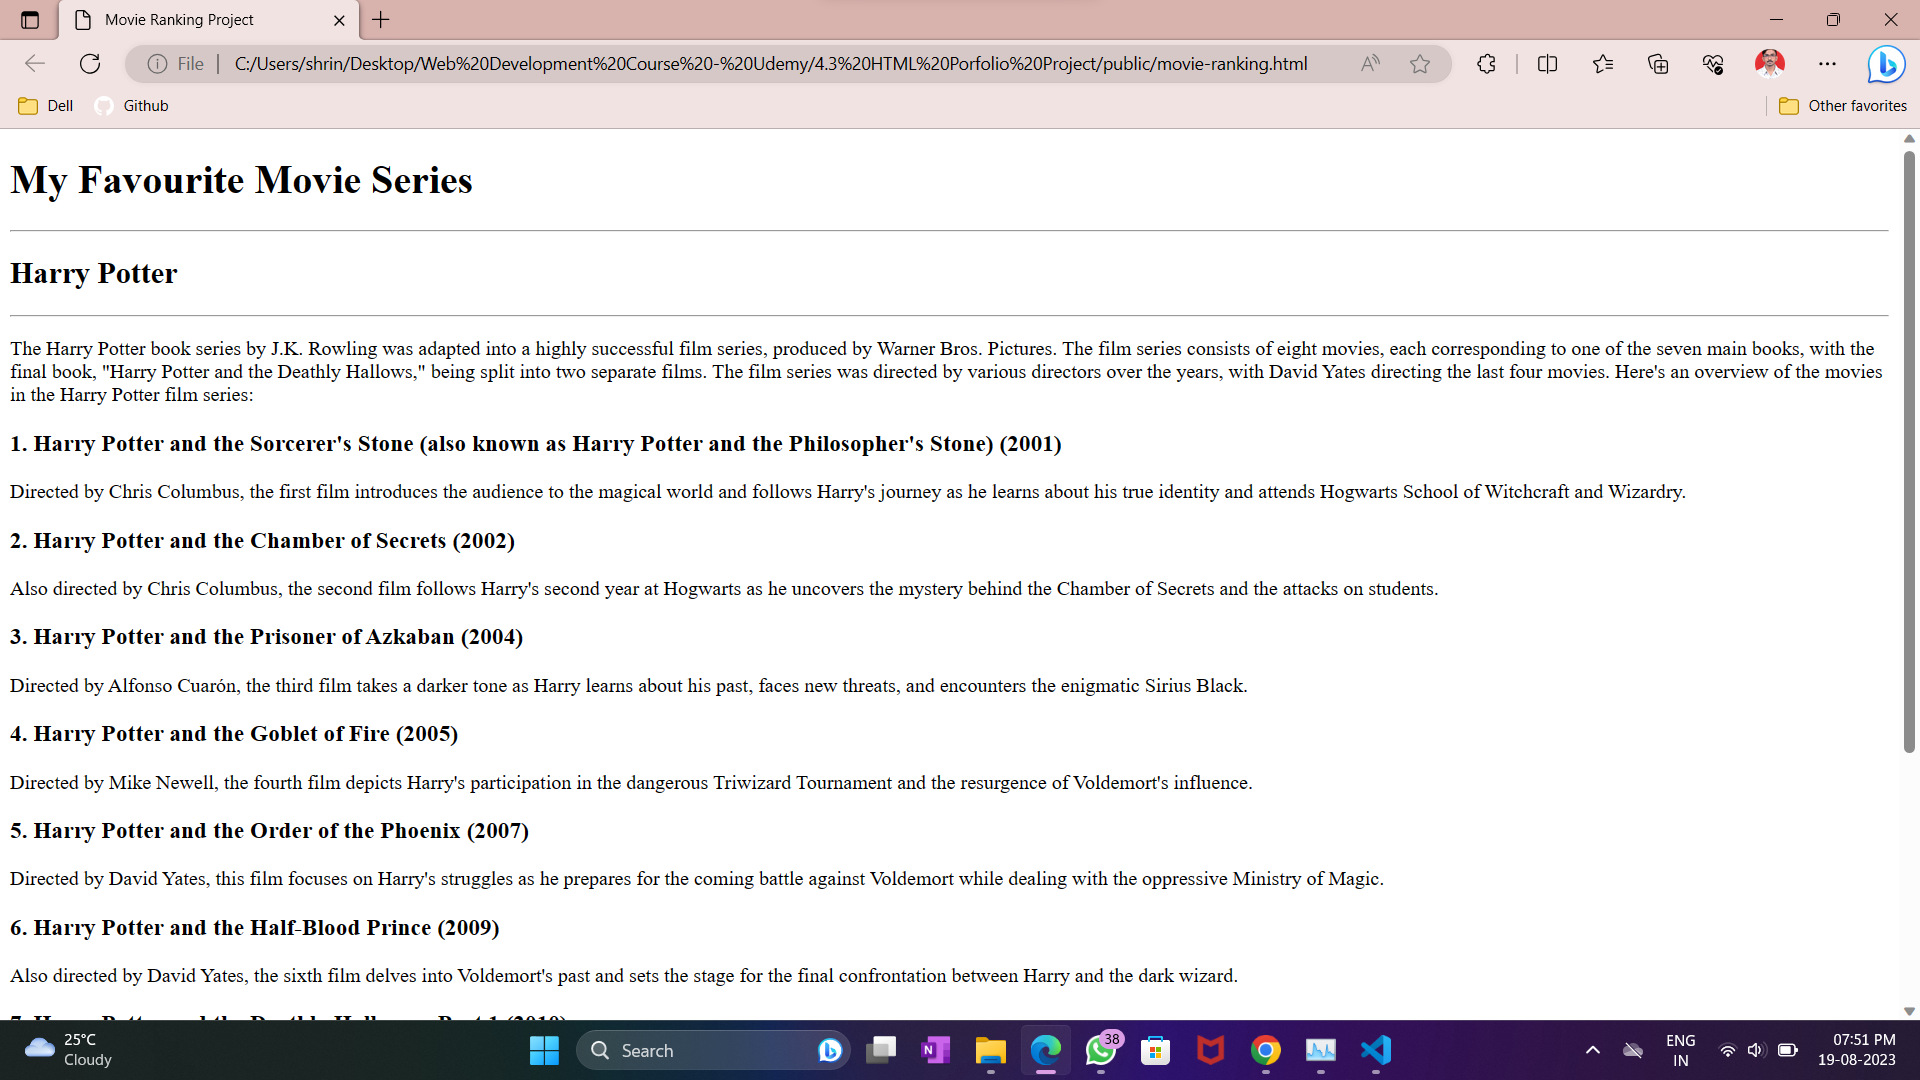 Movie Ranking Project
File
C:/Users/shrin/Desktop/Web%20Development%20Course%20-%20Udemy/4.3%20HTML%20Porfolio%20Project/public/movie-ranking.html
Dell
Github
Other favorites
My Favourite Movie Series
Harry Potter
The Harry Potter book series by J.K. Rowling was adapted into a highly successful film series, produced by Warner Bros. Pictures. The film series consists of eight movies, each corresponding to one of the seven main books, with the
final book, "Harry Potter and the Deathly Hallows," being split into two separate films. The film series was directed by various directors over the years, with David Yates directing the last four movies. Here's an overview of the movies
in the Harry Potter film series:
1. Harry Potter and the Sorcerer's Stone (also known as Harry Potter and the Philosopher's Stone) (2001)
Directed by Chris Columbus, the first film introduces the audience to the magical world and follows Harry's journey as he learns about his true identity and attends Hogwarts School of Witchcraft and Wizardry.
2. Harry Potter and the Chamber of Secrets (2002)
Also directed by Chris Columbus, the second film follows Harry's second year at Hogwarts as he uncovers the mystery behind the Chamber of Secrets and the attacks on students.
3. Harry Potter and the Prisoner of Azkaban (2004)
Directed by Alfonso Cuarón, the third film takes a darker tone as Harry learns about his past, faces new threats, and encounters the enigmatic Sirius Black.
4. Harry Potter and the Goblet of Fire (2005)
Directed by Mike Newell, the fourth film depicts Harry's participation in the dangerous Triwizard Tournament and the resurgence of Voldemort's influence.
5. Harry Potter and the Order of the Phoenix (2007)
Directed by David Yates, this film focuses on Harry's struggles as he prepares for the coming battle against Voldemort while dealing with the oppressive Ministry of Magic.
6. Harry Potter and the Half-Blood Prince (2009)
Also directed by David Yates, the sixth film delves into Voldemort's past and sets the stage for the final confrontation between Harry and the dark wizard.
7. Harry Potter and the Deathly Hallows - Part 1 (2010)
25°C
Cloudy
Search
38
ENG
IN
07:51 PM
19-08-2023